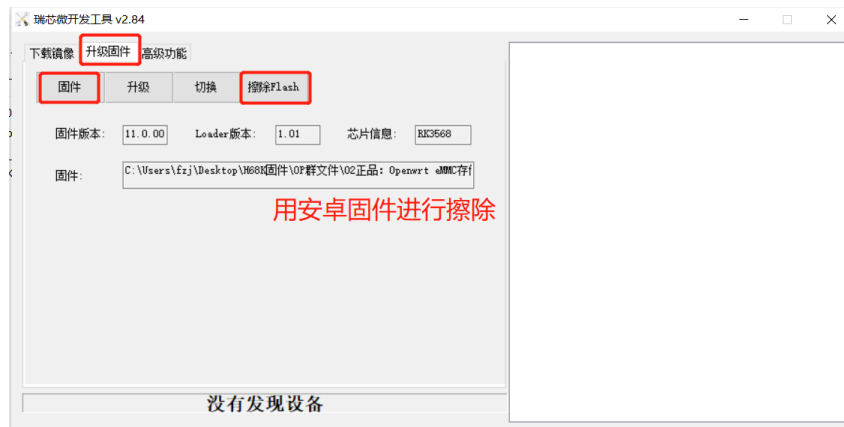 瑞芯微开发工具 v2.84
下载镜像 升级固件 高级功能
固件 升级 切换 擦除Flash
固件版本: 11.0.00 Loader版本: 1.01 芯片信息: RK3568
固件: C:\Users\fzj\Desktop\H68K固件\OP群文件\02正品: Openwrt eMMC存
用安卓固件进行擦除
没有发现设备